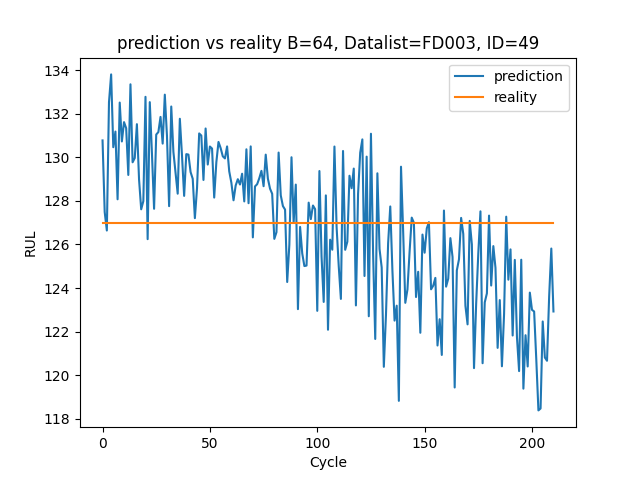 prediction vs reality B=64, Datalist=FD003, ID=49
prediction
reality
RUL
134
132
130
128
126
124
122
120
118
0 50 100 150 200
Cycle